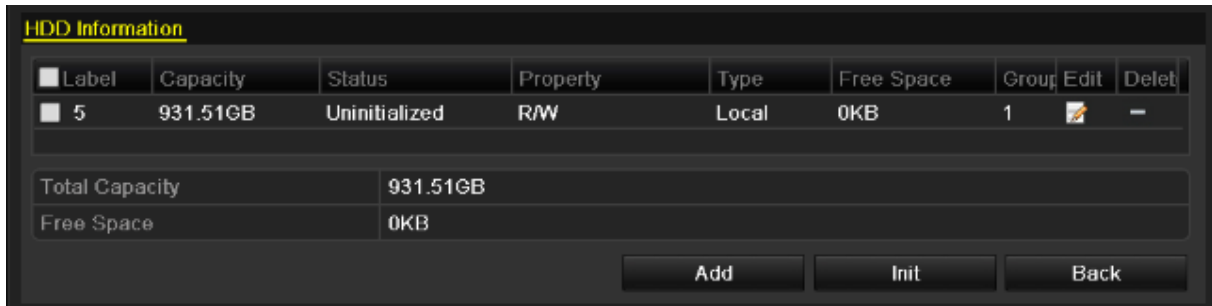 HDD Information
Label Capacity Status Property Type Free Space Group Edit Delet
5 931.51GB Uninitialized R/W Local 0KB 1 –
Total Capacity 931.51GB
Free Space 0KB
Add Init Back